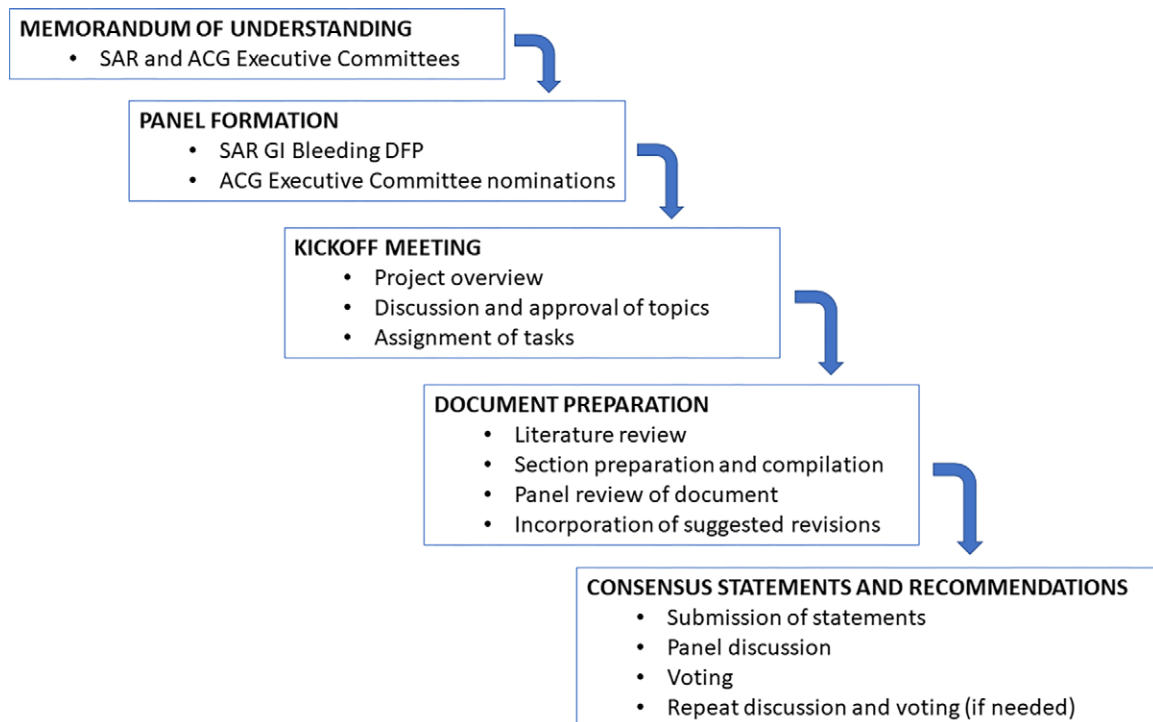 MEMORANDUM OF UNDERSTANDING
• SAR and ACG Executive Committees
PANEL FORMATION
• SAR GI Bleeding DFP
• ACG Executive Committee nominations
KICKOFF MEETING
• Project overview
• Discussion and approval of topics
• Assignment of tasks
DOCUMENT PREPARATION
• Literature review
• Section preparation and compilation
• Panel review of document
• Incorporation of suggested revisions
CONSENSUS STATEMENTS AND RECOMMENDATIONS
• Submission of statements
• Panel discussion
• Voting
• Repeat discussion and voting (if needed)